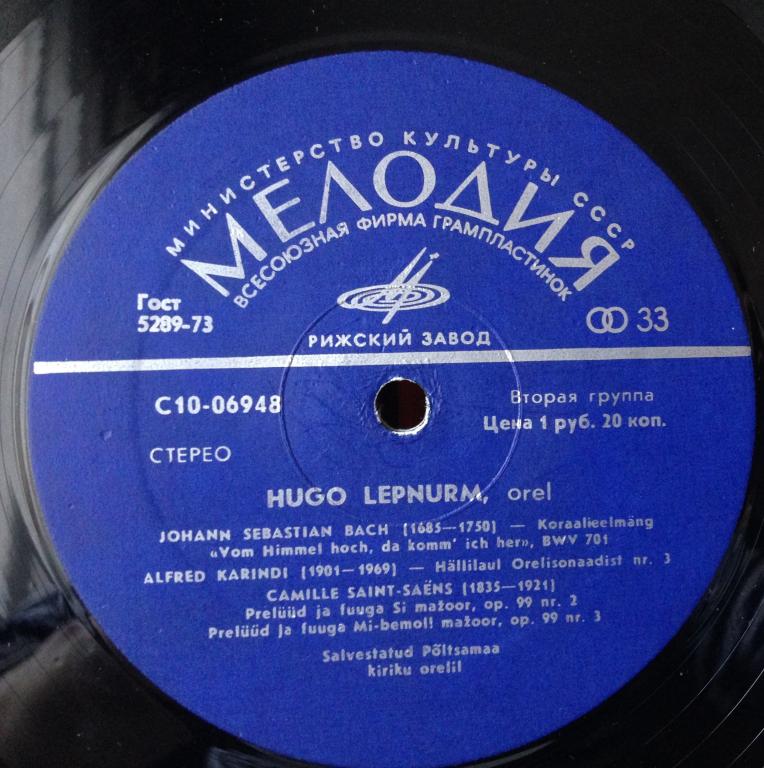 МИНИСТЕРСТВО КУЛЬТУРЫ СССР
МЕЛОДИЯ
ВСЕСОЮЗНАЯ ФИРМА ГРАМПЛАСТИНОК
Гост
5289-73
33
РИЖСКИЙ ЗАВОД
С10-06948
Вторая группа
Цена 1 руб. 20 коп.
СТЕРЕО
HUGO LEPNURM, orel
JOHANN SEBASTIAN BACH (1685—1750) — Koraalieelmäng
«Vom Himmel hoch, da komm' ich her», BWV 701
ALFRED KARINDI (1901—1969) — Hällilaul Orelisonaadist nr. 3
CAMILLE SAINT-SAËNS (1835—1921)
Prelüüd ja fuuga Si mažoor, op. 99 nr. 2
Prelüüd ja fuuga Mi-bemoll mažoor, op. 99 nr. 3
Salvestatud Põltsamaa
kiriku orelil